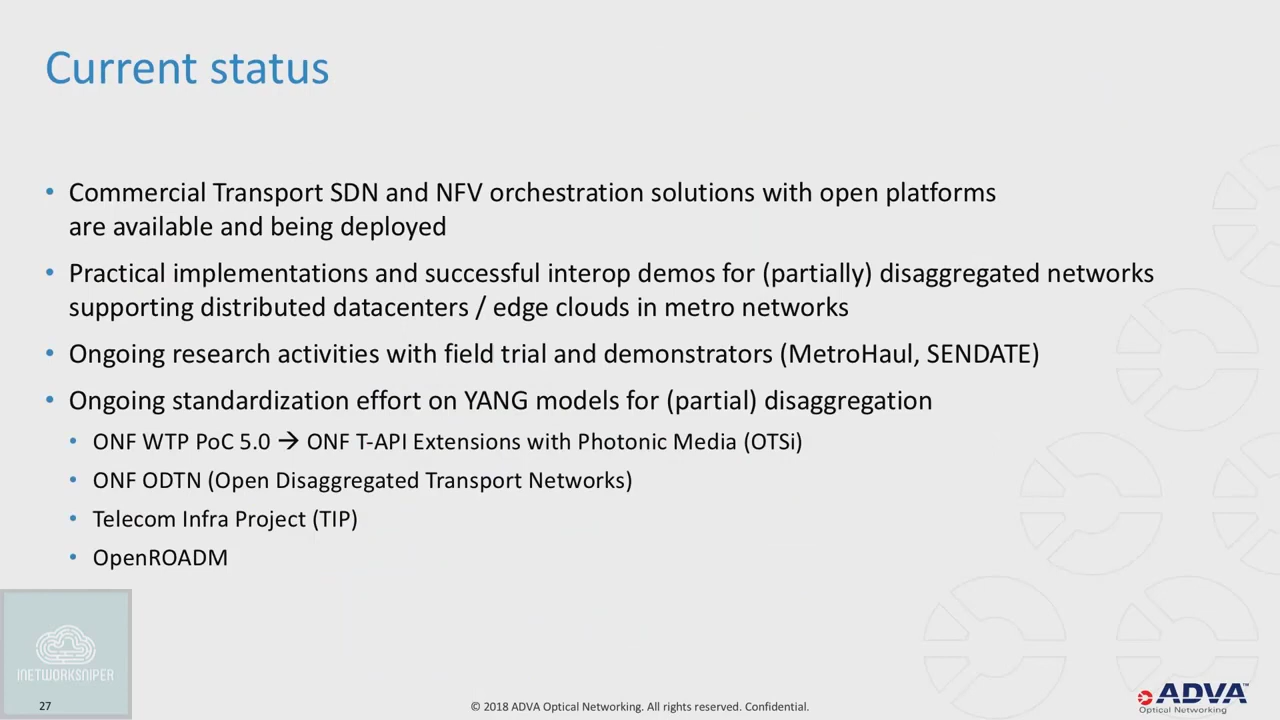 Current status
• Commercial Transport SDN and NFV orchestration solutions with open platforms
are available and being deployed
• Practical implementations and successful interop demos for (partially) disaggregated networks
supporting distributed datacenters / edge clouds in metro networks
• Ongoing research activities with field trial and demonstrators (MetroHaul, SENDATE)
• Ongoing standardization effort on YANG models for (partial) disaggregation
• ONF WTP PoC 5.0 → ONF T-API Extensions with Photonic Media (OTSi)
• ONF ODTN (Open Disaggregated Transport Networks)
• Telecom Infra Project (TIP)
• OpenROADM
INETWORKSNIPER
27
© 2018 ADVA Optical Networking. All rights reserved. Confidential.
ADVA™
Optical Networking